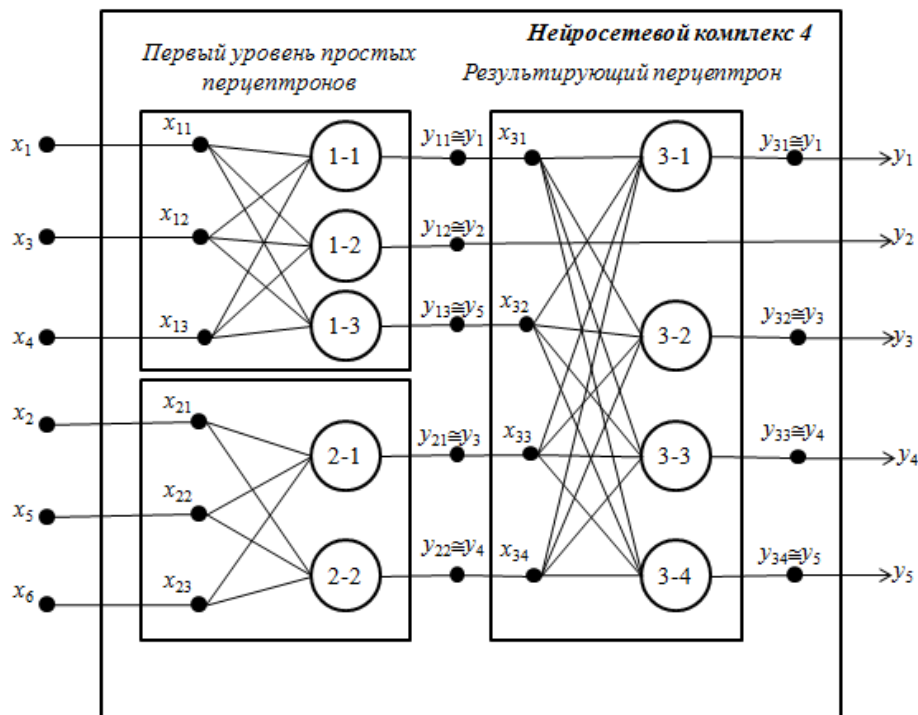 Нейросетевой комплекс 4
Первый уровень простых
перцептронов
Результирующий перцептрон
x₁ x₁₁ 1-1 y₁₁≅y₁ x₃₁ 3-1 y₃₁≅y₁ y₁
x₃ x₁₂ 1-2 y₁₂≅y₂ y₂
x₄ x₁₃ 1-3 y₁₃≅y₅ x₃₂ 3-2 y₃₂≅y₃ y₃
x₂ x₂₁ 2-1 y₂₁≅y₃ x₃₃ 3-3 y₃₃≅y₄ y₄
x₅ x₂₂
x₆ x₂₃ 2-2 y₂₂≅y₄ x₃₄ 3-4 y₃₄≅y₅ y₅